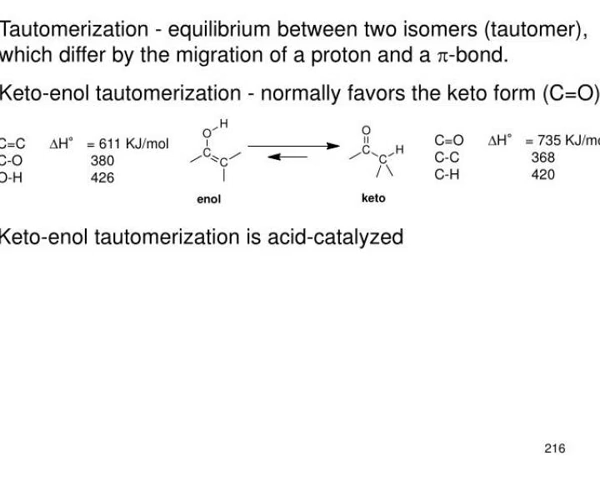 Tautomerization - equilibrium between two isomers (tautomer),
which differ by the migration of a proton and a π-bond.
Keto-enol tautomerization - normally favors the keto form (C=O)
C=C ΔH° = 611 KJ/mol
C-O 380
O-H 426
O-H
C=C
enol
O
C
C-H
keto
C=O ΔH° = 735 KJ/mo
C-C 368
C-H 420
Keto-enol tautomerization is acid-catalyzed
216